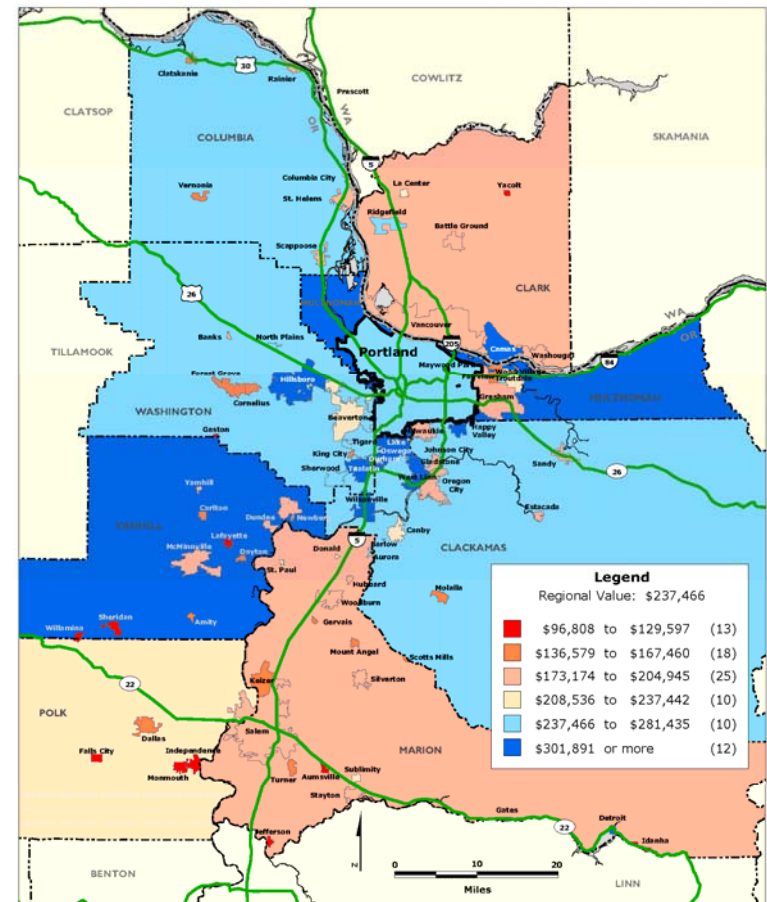 Clatskanie
30
Rainier
COWLITZ
Prescott
CLATSOP
WA
OR
COLUMBIA
SKAMANIA
5
Vernonia
Columbia City
St. Helens
La Center
Yacolt
Ridgefield
Battle Ground
Scappoose
26
CLARK
MULTNOMAH
WA
OR
Vancouver
Banks
North Plains
205
Camas
Washougal
84
TILLAMOOK
Portland
Maywood Park
Forest Grove
Hillsboro
Troutdale
Cornelius
Gresham
MULTNOMAH
WASHINGTON
Beaverton
Gaston
Tigard
Milwaukie
Happy
Valley
King City
Lake
Oswego
Johnson City
Durham
Gladstone
Sherwood
Tualatin
West Linn
Oregon
City
Sandy
26
Yamhill
Wilsonville
Estacada
Carlton
YAMHILL
Dundee
Newberg
Canby
Lafayette
5
McMinnville
Dayton
Donald
Barlow
Aurora
CLACKAMAS
St. Paul
Hubbard
Woodburn
Molalla
Sheridan
Amity
Gervais
Willamina
Mount Angel
Scotts Mills
22
Keizer
Silverton
POLK
Dallas
Salem
Falls City
Independence
MARION
Monmouth
Turner
Aumsville
Sublimity
Stayton
Gates
Jefferson
22
Detroit
Idanha
BENTON
LINN
Legend
Regional Value: $237,466
$96,808 to $129,597 (13)
$136,579 to $167,460 (18)
$173,174 to $204,945 (25)
$208,536 to $237,442 (10)
$237,466 to $281,435 (10)
$301,891 or more (12)
N
0 10 20
Miles